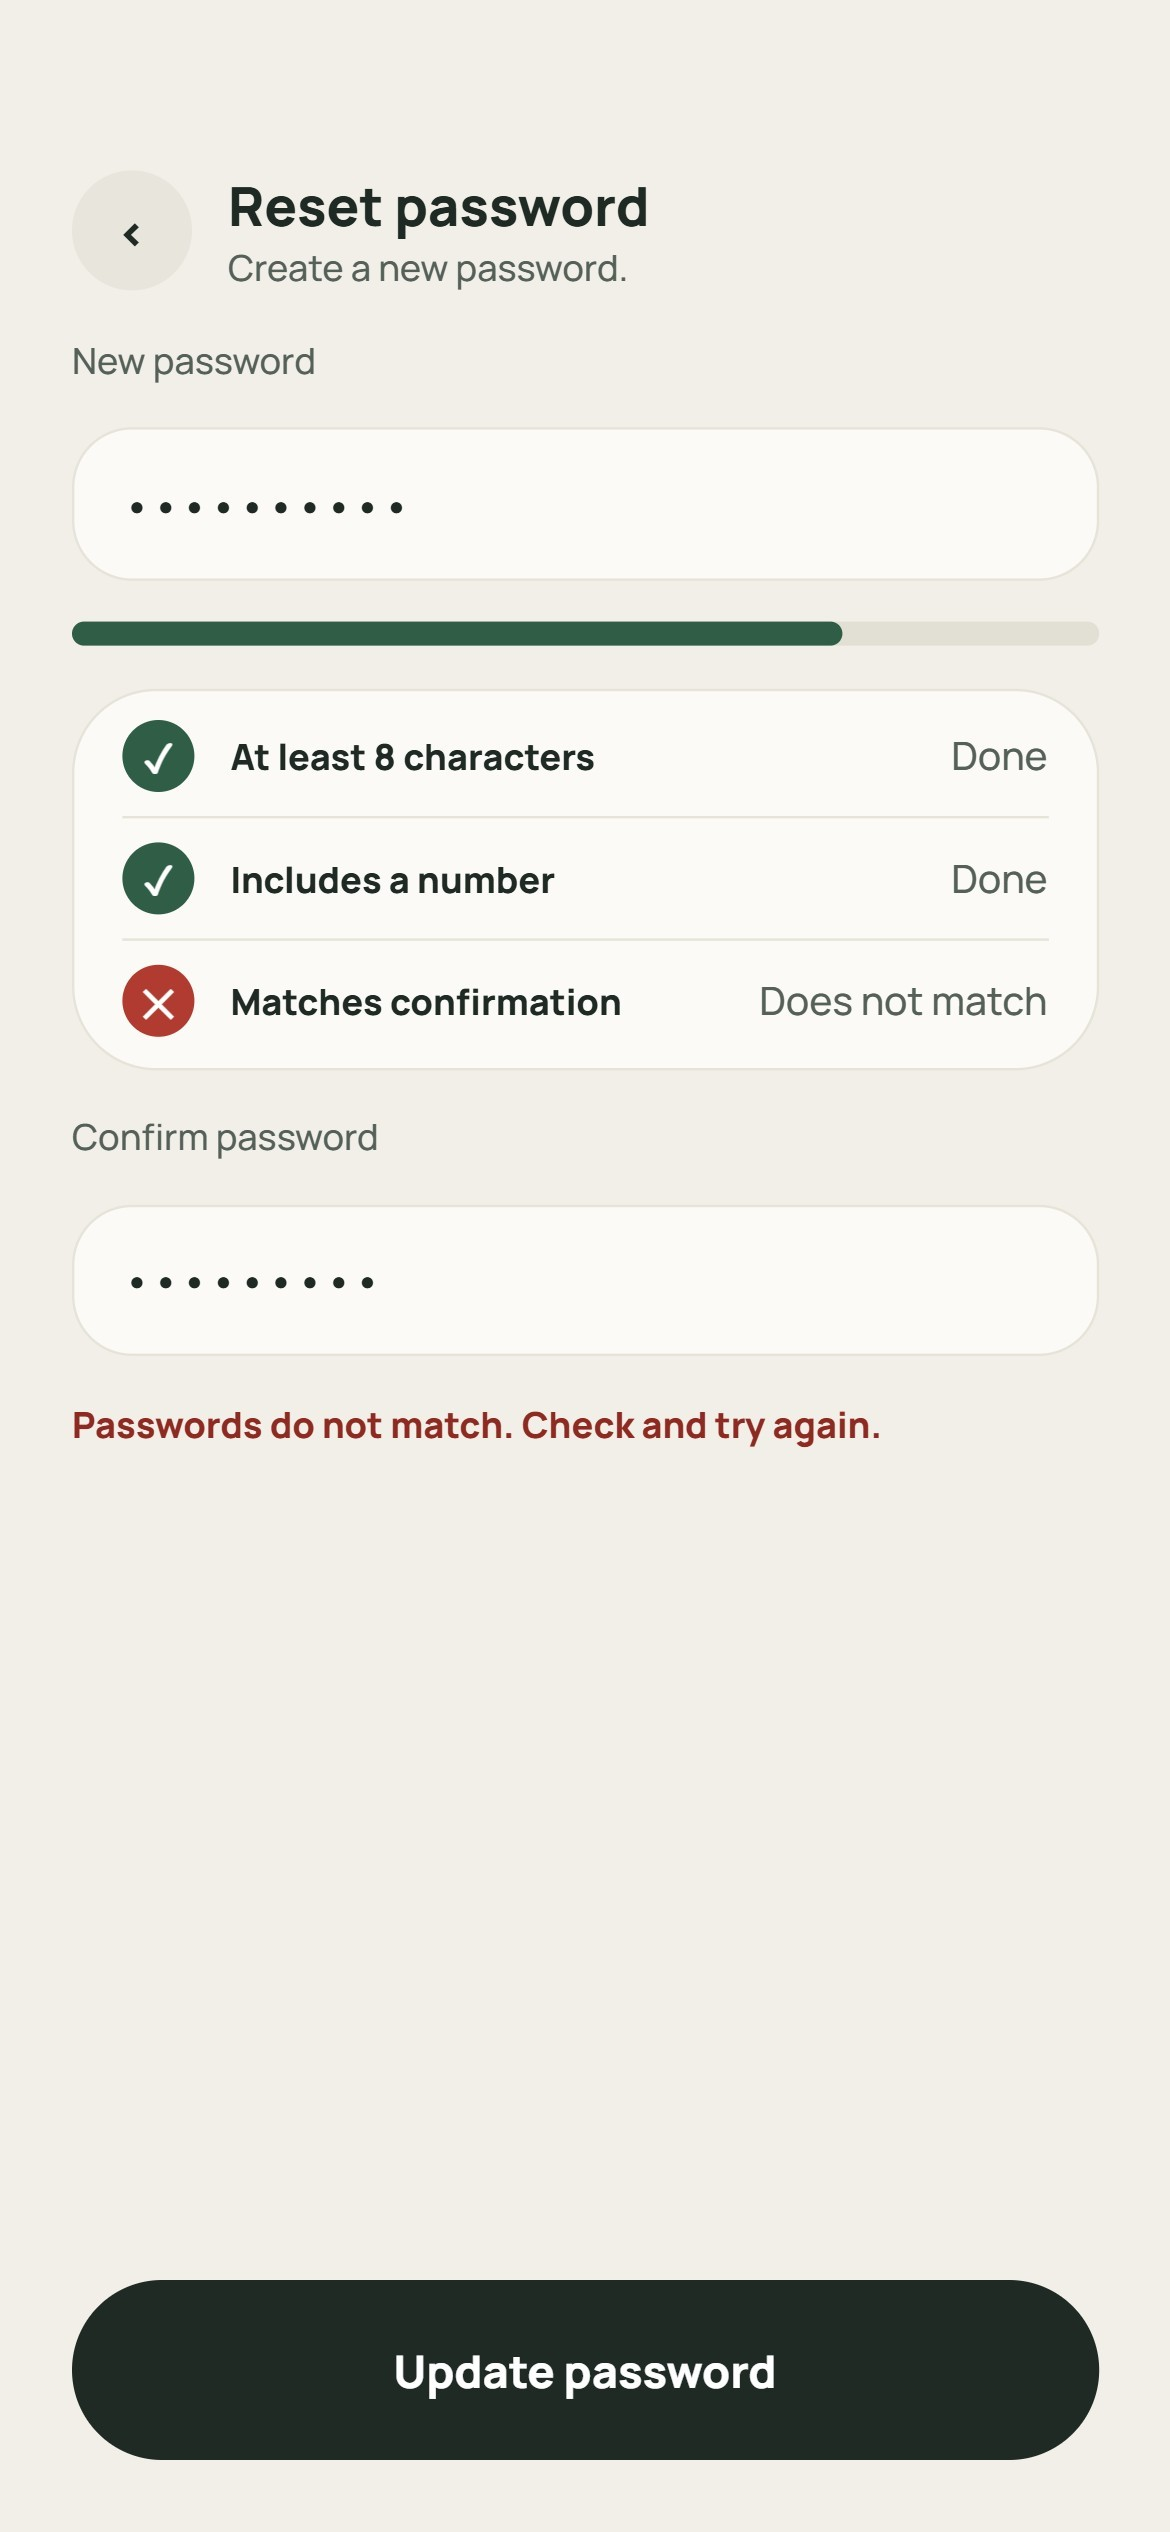 Reset password
Create a new password.
New password
••••••••••
At least 8 characters Done
Includes a number Done
Matches confirmation Does not match
Confirm password
•••••••••
Passwords do not match. Check and try again.
Update password